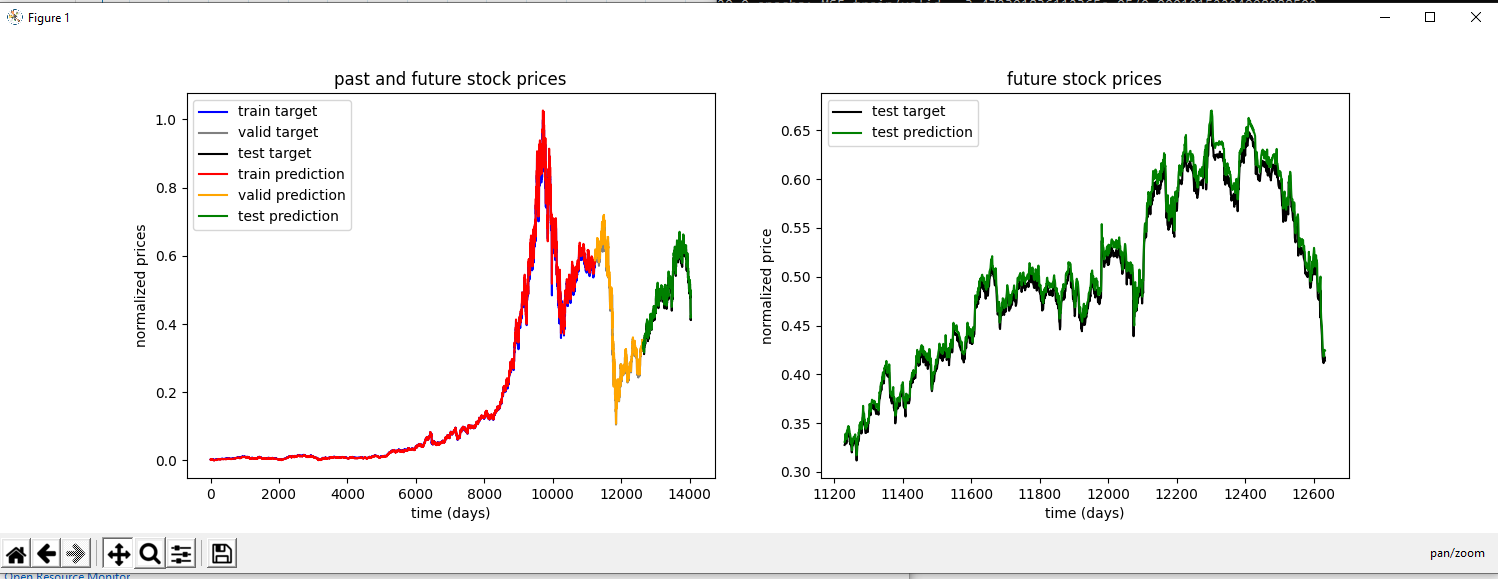 Figure 1
past and future stock prices
train target
valid target
test target
train prediction
valid prediction
test prediction
normalized prices
1.0
0.8
0.6
0.4
0.2
0.0
0 2000 4000 6000 8000 10000 12000 14000
time (days)
future stock prices
test target
test prediction
normalized price
0.65
0.60
0.55
0.50
0.45
0.40
0.35
0.30
11200 11400 11600 11800 12000 12200 12400 12600
time (days)
pan/zoom
Open Resource Monitor